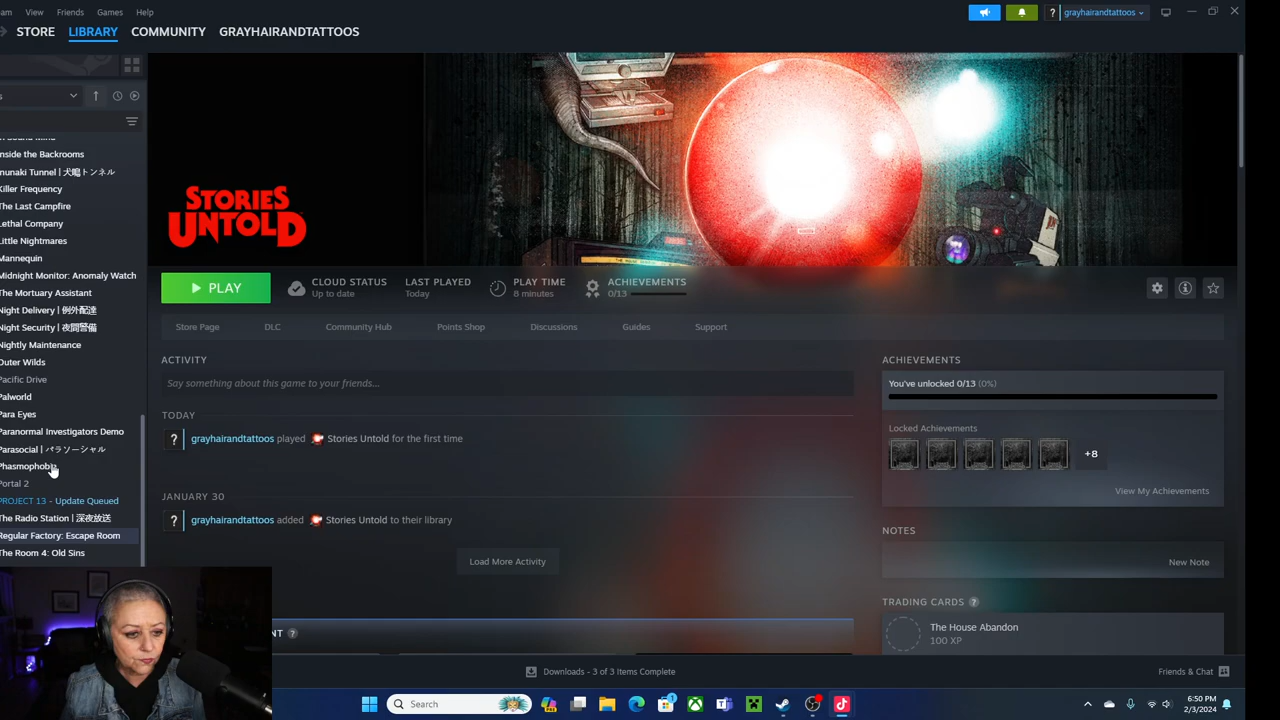 am View Friends Games Help
? grayhairandtattoos
STORE LIBRARY COMMUNITY GRAYHAIRANDTATTOOS
s
nside the Backrooms
nunaki Tunnel | 犬鳴トンネル
Killer Frequency
The Last Campfire
Lethal Company
Little Nightmares
Mannequin
Midnight Monitor: Anomaly Watch
The Mortuary Assistant
Night Delivery | 例外配達
Night Security | 夜間警備
Nightly Maintenance
Outer Wilds
Pacific Drive
Palworld
Para Eyes
Paranormal Investigators Demo
Parasocial | パラソーシャル
Phasmophobia
Portal 2
PROJECT 13 - Update Queued
The Radio Station | 深夜放送
Regular Factory: Escape Room
The Room 4: Old Sins
STORIES
UNTOLD
PLAY
CLOUD STATUS
Up to date
LAST PLAYED
Today
PLAY TIME
8 minutes
ACHIEVEMENTS
0/13
Store Page DLC Community Hub Points Shop Discussions Guides Support
ACTIVITY
Say something about this game to your friends...
TODAY
? grayhairandtattoos played Stories Untold for the first time
JANUARY 30
? grayhairandtattoos added Stories Untold to their library
Load More Activity
NT ?
ACHIEVEMENTS
You've unlocked 0/13 (0%)
Locked Achievements
+8
View My Achievements
NOTES
New Note
TRADING CARDS ?
The House Abandon
100 XP
Downloads - 3 of 3 Items Complete
Friends & Chat
Search
PRE
1
6:50 PM
2/3/2024